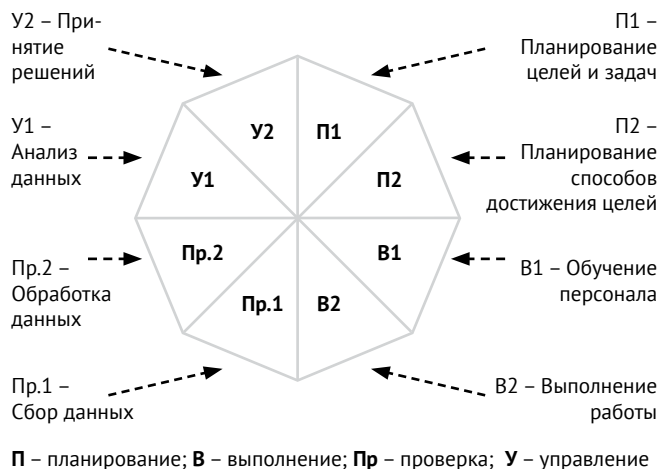 У2 – При-
нятие
решений
П1 –
Планирование
целей и задач
У1 –
Анализ
данных
П2 –
Планирование
способов
достижения целей
У2
П1
У1
П2
Пр.2
В1
Пр.1
В2
Пр.2 –
Обработка
данных
В1 – Обучение
персонала
Пр.1 –
Сбор данных
В2 – Выполнение
работы
П – планирование; В – выполнение; Пр – проверка; У – управление